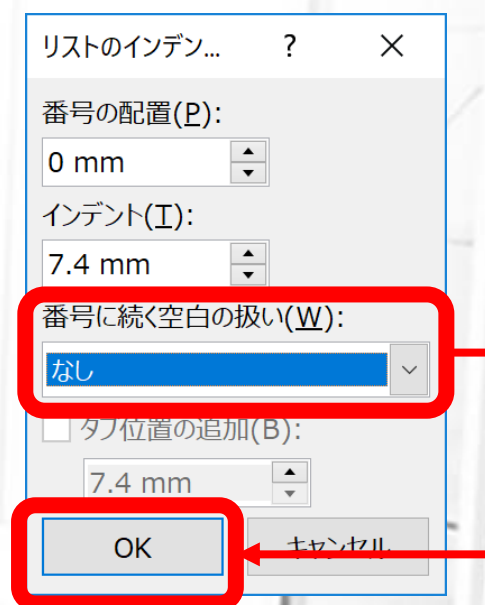 リストのインデン... ? ×
番号の配置(P):
0 mm
インデント(T):
7.4 mm
番号に続く空白の扱い(W):
なし
タブ位置の追加(B):
7.4 mm
OK キャンセル